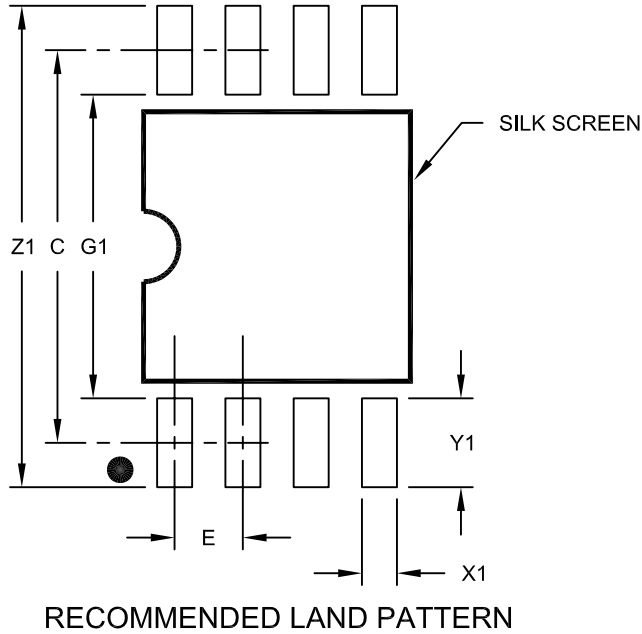 SILK SCREEN
Z1
C
G1
Y1
E
X1
RECOMMENDED LAND PATTERN